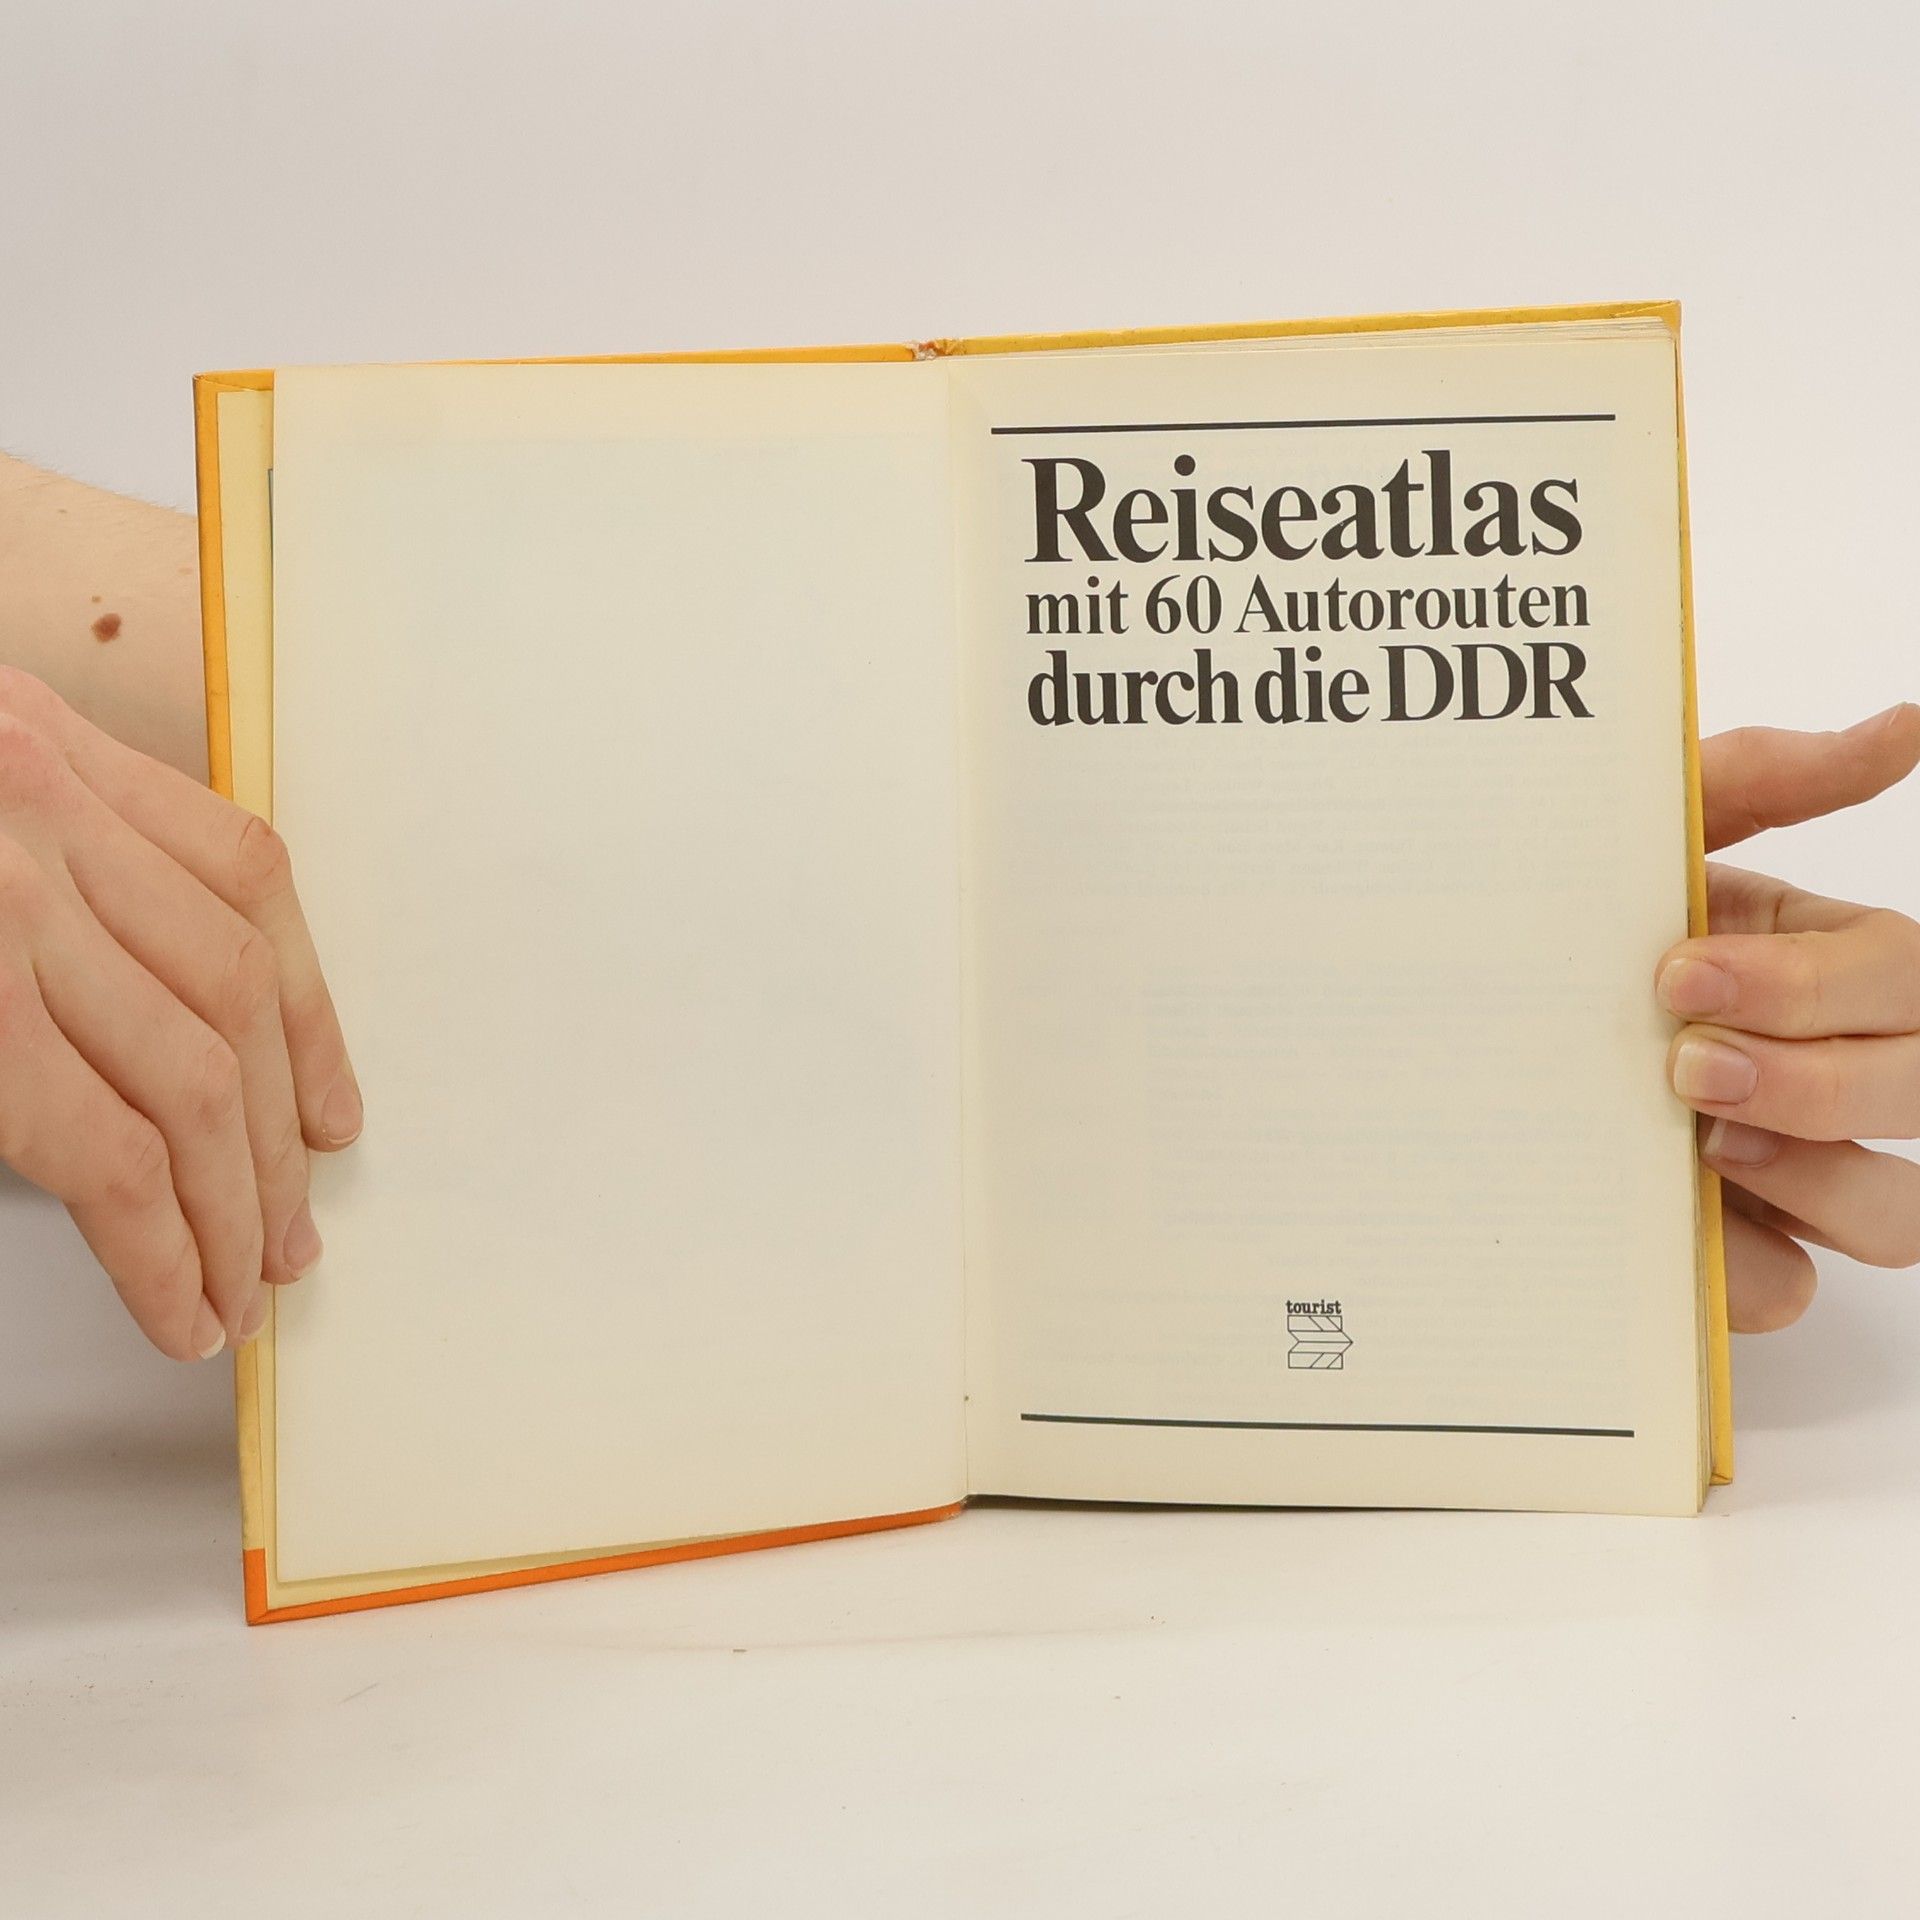 Reiseatlas
mit 60 Autorouten
durch die DDR
tourist